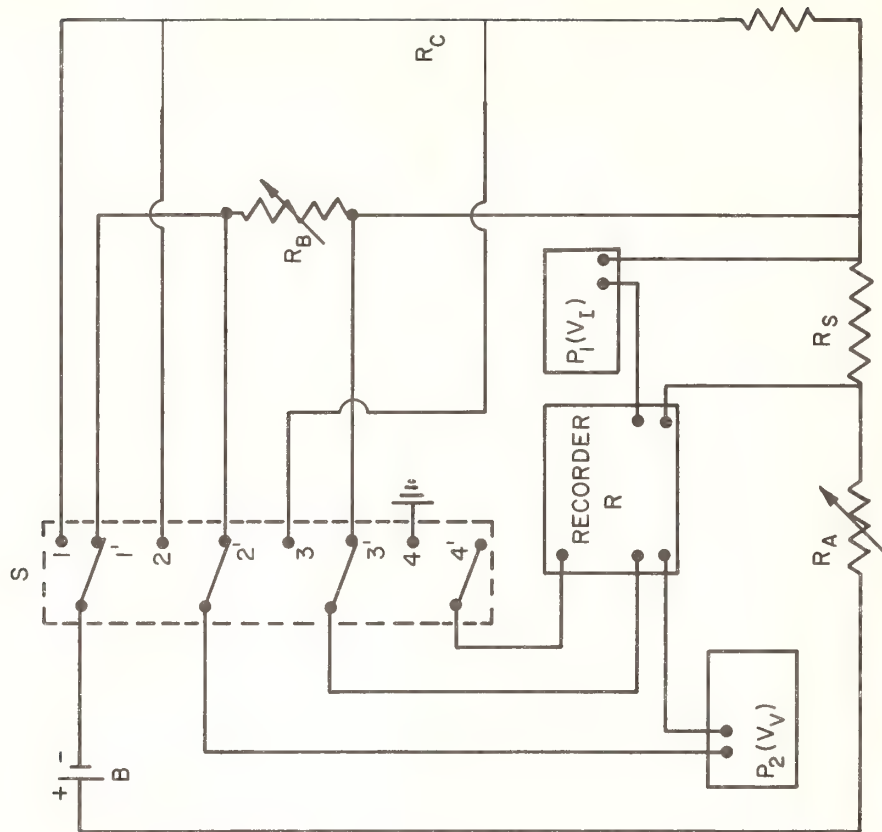 S
1
1'
2
2'
3
3'
4
4'
+ -
B
R_C
R_B
P_1(V_I)
RECORDER
R
R_S
R_A
P_2(V_V)